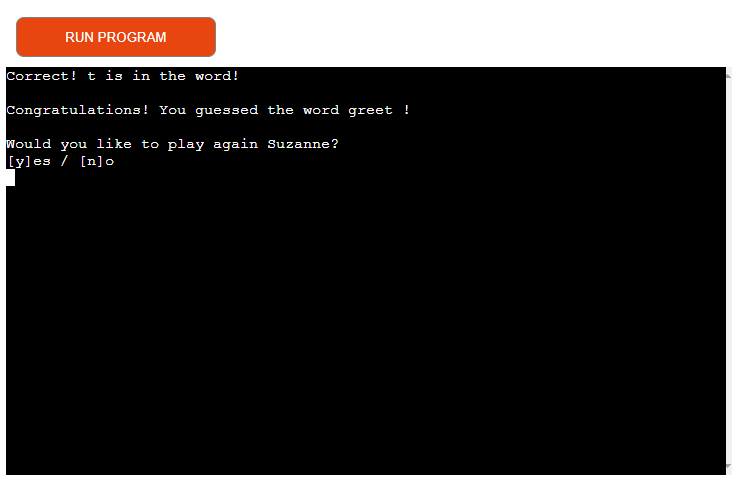 RUN PROGRAM
Correct! t is in the word!
Congratulations! You guessed the word greet !
Would you like to play again Suzanne?
[y]es / [n]o